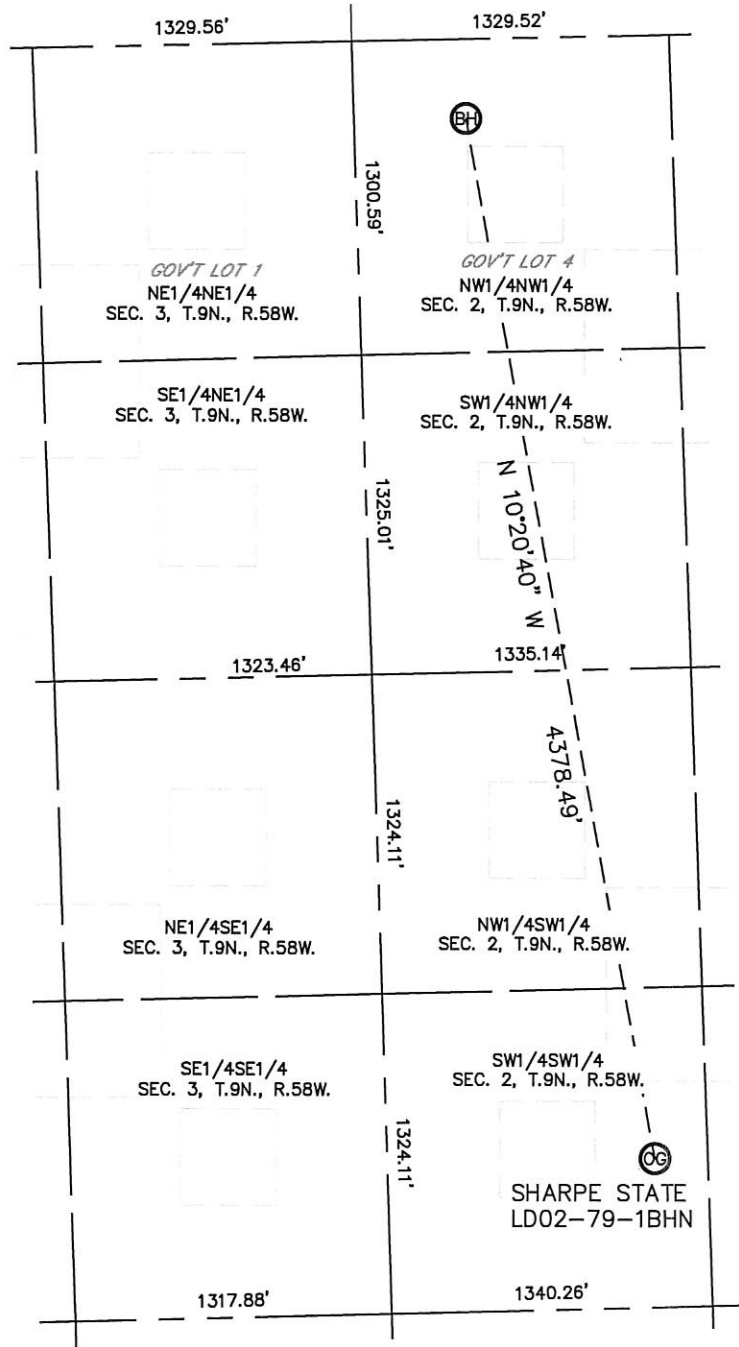 1329.56'
1329.52'
BH
1300.59'
GOV'T LOT 1
NE1/4NE1/4
SEC. 3, T.9N., R.58W.
GOV'T LOT 4
NW1/4NW1/4
SEC. 2, T.9N., R.58W.
SE1/4NE1/4
SEC. 3, T.9N., R.58W.
SW1/4NW1/4
SEC. 2, T.9N., R.58W.
1325.01'
N 10°20'40" W
1323.46'
1335.14'
4378.49'
1324.11'
NE1/4SE1/4
SEC. 3, T.9N., R.58W.
NW1/4SW1/4
SEC. 2, T.9N., R.58W.
SE1/4SE1/4
SEC. 3, T.9N., R.58W.
SW1/4SW1/4
SEC. 2, T.9N., R.58W.
1324.11'
OG
SHARPE STATE
LD02-79-1BHN
1317.88'
1340.26'